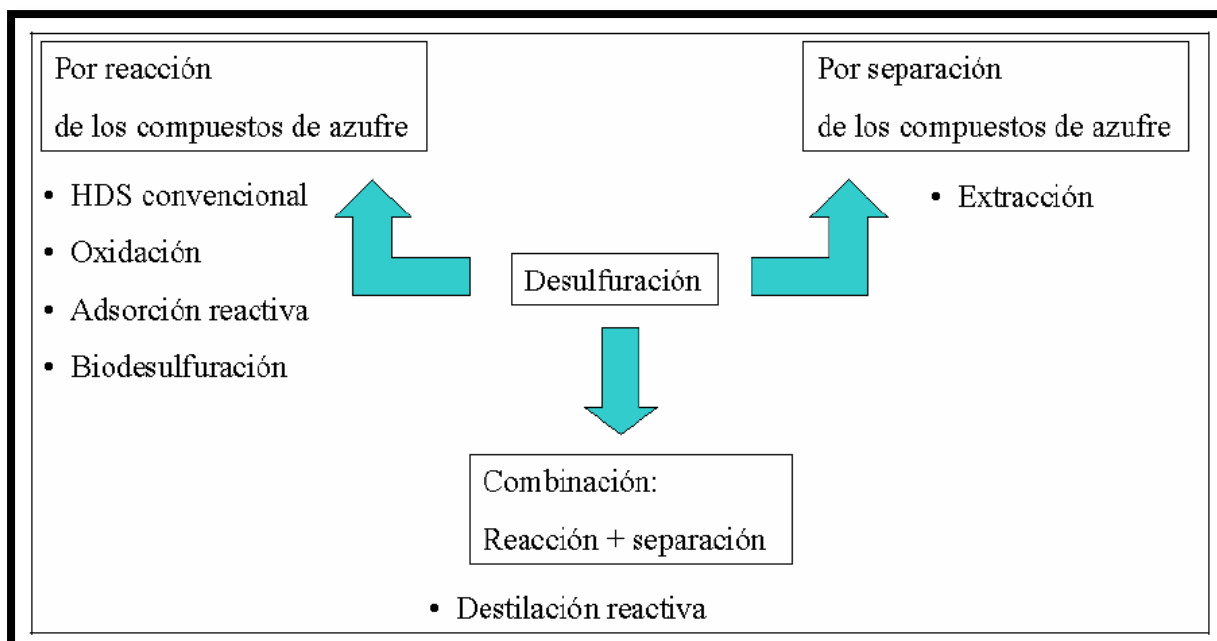 Por reacción
de los compuestos de azufre
• HDS convencional
• Oxidación
• Adsorción reactiva
• Biodesulfuración
Por separación
de los compuestos de azufre
• Extracción
Desulfuración
Combinación:
Reacción + separación
• Destilación reactiva